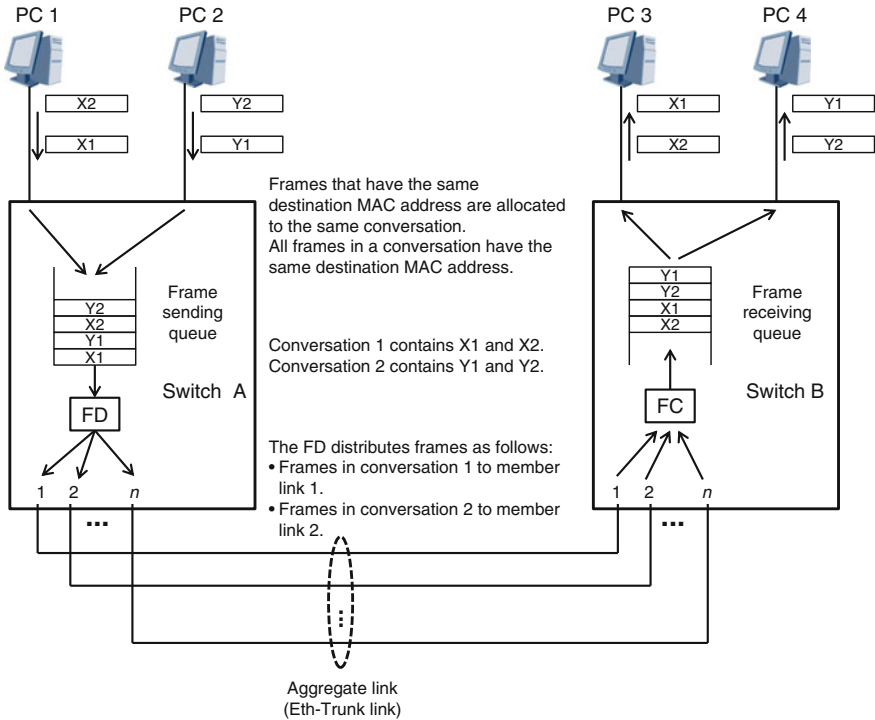 PC 1
PC 2
PC 3
PC 4
X2
X1
Y2
Y1
X1
X2
Y1
Y2
Frames that have the same
destination MAC address are allocated
to the same conversation.
All frames in a conversation have the
same destination MAC address.
Y2
X2
Y1
X1
Frame
sending
queue
FD
Switch A
1
2
n
...
Conversation 1 contains X1 and X2.
Conversation 2 contains Y1 and Y2.
The FD distributes frames as follows:
• Frames in conversation 1 to member
link 1.
• Frames in conversation 2 to member
link 2.
Y1
Y2
X1
X2
Frame
receiving
queue
FC
Switch B
1
2
n
...
...
Aggregate link
(Eth-Trunk link)